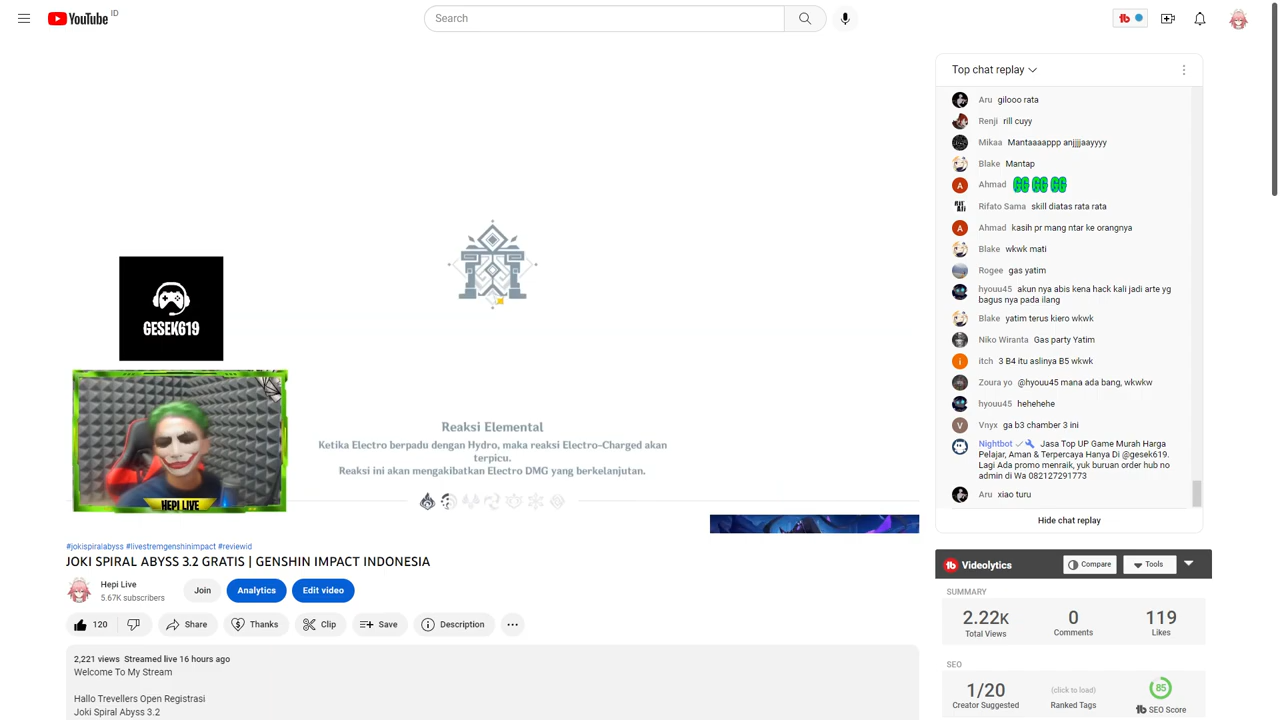 YouTube ID
Search
tb
Top chat replay
Aru gilooo rata
Renji rill cuyy
Mikaa Mantaaaappp anjjjjaayyyy
Blake Mantap
A Ahmad GG GG GG
Rifato Sama skill diatas rata rata
A Ahmad kasih pr mang ntar ke orangnya
Blake wkwk mati
Rogee gas yatim
hyouu45 akun nya abis kena hack kali jadi arte yg
bagus nya pada ilang
Blake yatim terus kiero wkwk
Niko Wiranta Gas party Yatim
i itch 3 B4 itu aslinya B5 wkwk
Zoura yo @hyouu45 mana ada bang, wkwkw
hyouu45 hehehehe
V Vnyx ga b3 chamber 3 ini
Nightbot Jasa Top UP Game Murah Harga
Pelajar, Aman & Terpercaya Hanya Di @gesek619.
Lagi Ada promo menraik, yuk buruan order hub no
admin di Wa 082127291773
Aru xiao turu
Hide chat replay
GESEK619
HEPI LIVE
Reaksi Elemental
Ketika Electro berpadu dengan Hydro, maka reaksi Electro-Charged akan
terpicu.
Reaksi ini akan mengakibatkan Electro DMG yang berkelanjutan.
#jokispiralabyss #livestremgenshinimpact #reviewid
JOKI SPIRAL ABYSS 3.2 GRATIS | GENSHIN IMPACT INDONESIA
Hepi Live
5.67K subscribers
Join
Analytics
Edit video
120
Share
Thanks
Clip
Save
Description
2,221 views Streamed live 16 hours ago
Welcome To My Stream
Hallo Trevellers Open Registrasi
Joki Spiral Abyss 3.2
tb Videolytics
Compare
Tools
SUMMARY
2.22K
Total Views
0
Comments
119
Likes
SEO
1/20
Creator Suggested
(click to load)
Ranked Tags
85
tb SEO Score